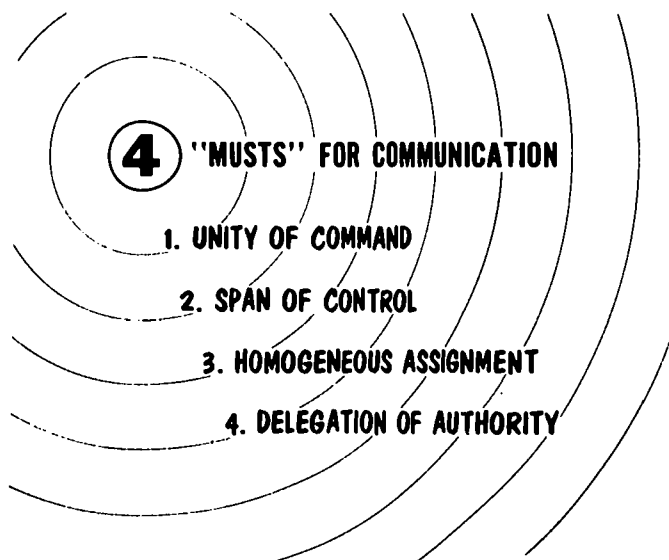 4 "MUSTS" FOR COMMUNICATION
1. UNITY OF COMMAND
2. SPAN OF CONTROL
3. HOMOGENEOUS ASSIGNMENT
4. DELEGATION OF AUTHORITY